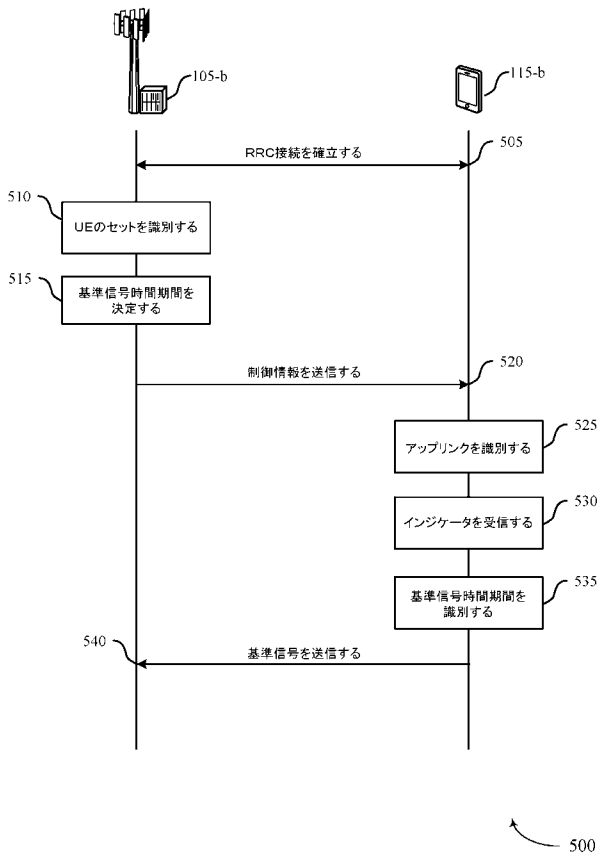 105-b
115-b
RRC接続を確立する
505
510
UEのセットを識別する
515
基準信号時間期間を
決定する
制御情報を送信する
520
525
アップリンクを識別する
530
インジケータを受信する
535
基準信号時間期間を
識別する
540
基準信号を送信する
500